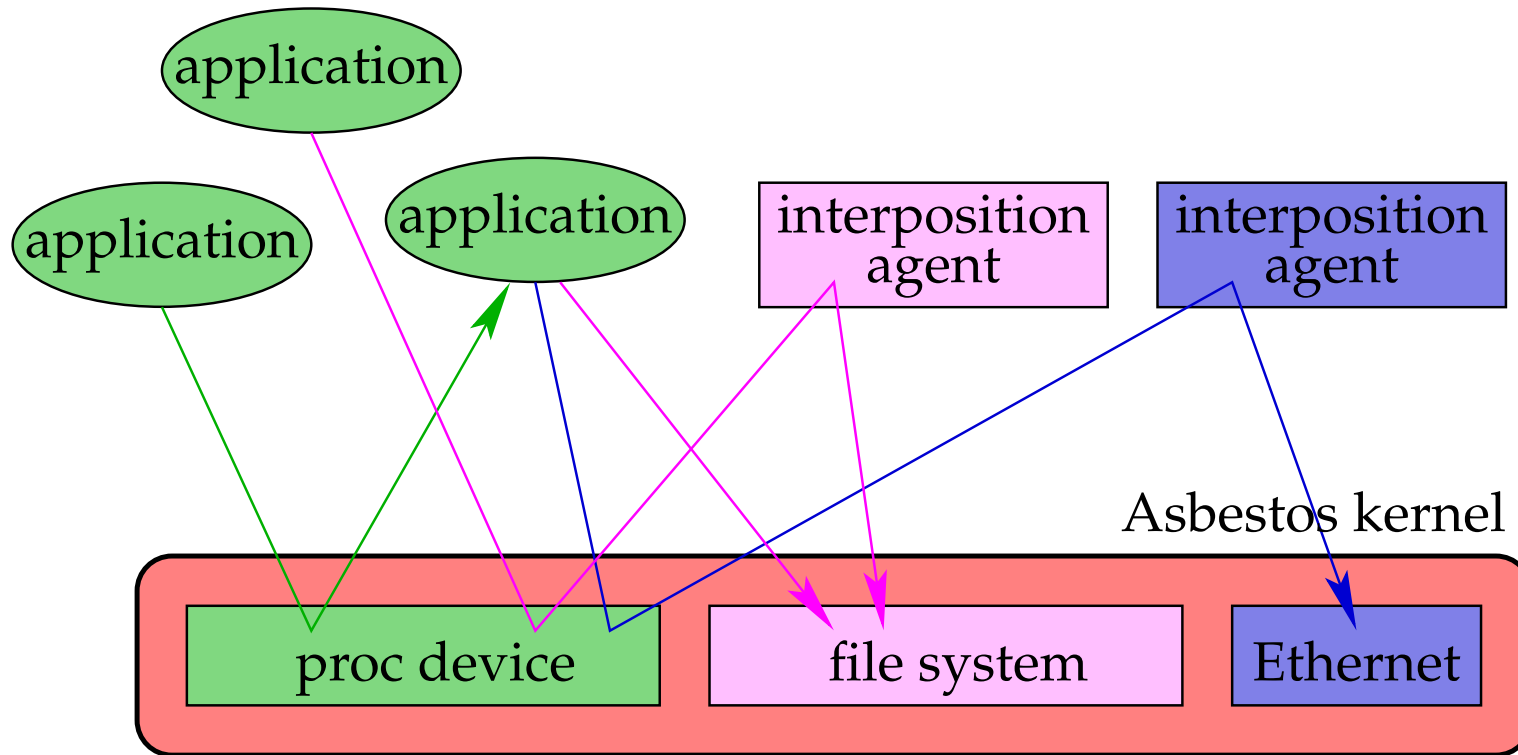 application
application
application
interposition
agent
interposition
agent
Asbestos kernel
proc device
file system
Ethernet